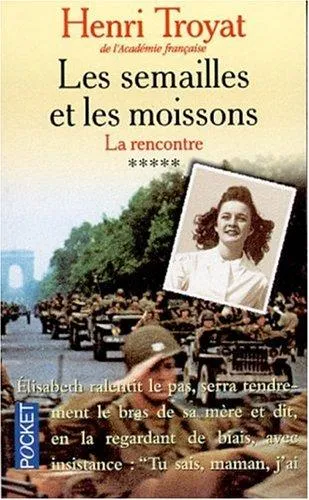 Henri Troyat
de l'Académie française
Les semailles
et les moissons
La rencontre
*****
Élisabeth ralentit le pas, serra tendre-
ment le bras de sa mère et dit,
en la regardant de biais, avec
insistance : "Tu sais, maman, j'ai
POCKET